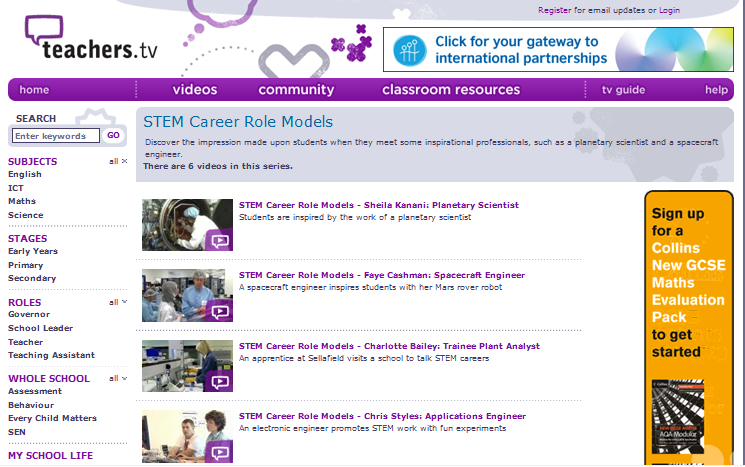 Register for email updates or Login
teachers.tv
Click for your gateway to
international partnerships
home
videos
community
classroom resources
tv guide
help
SEARCH
Enter keywords
GO
SUBJECTS
all
English
ICT
Maths
Science
STAGES
Early Years
Primary
Secondary
ROLES
all
Governor
School Leader
Teacher
Teaching Assistant
WHOLE SCHOOL
all
Assessment
Behaviour
Every Child Matters
SEN
MY SCHOOL LIFE
STEM Career Role Models
Discover the impression made upon students when they meet some inspirational professionals, such as a planetary scientist and a spacecraft
engineer.
There are 6 videos in this series.
STEM Career Role Models - Sheila Kanani: Planetary Scientist
Students are inspired by the work of a planetary scientist
STEM Career Role Models - Faye Cashman: Spacecraft Engineer
A spacecraft engineer inspires students with her Mars rover robot
STEM Career Role Models - Charlotte Bailey: Trainee Plant Analyst
An apprentice at Sellafield visits a school to talk STEM careers
STEM Career Role Models - Chris Styles: Applications Engineer
An electronic engineer promotes STEM work with fun experiments
Sign up
for a
Collins
New GCSE
Maths
Evaluation
Pack
to get
started
Collins
NEW GCSE MATHS
AQA Modular